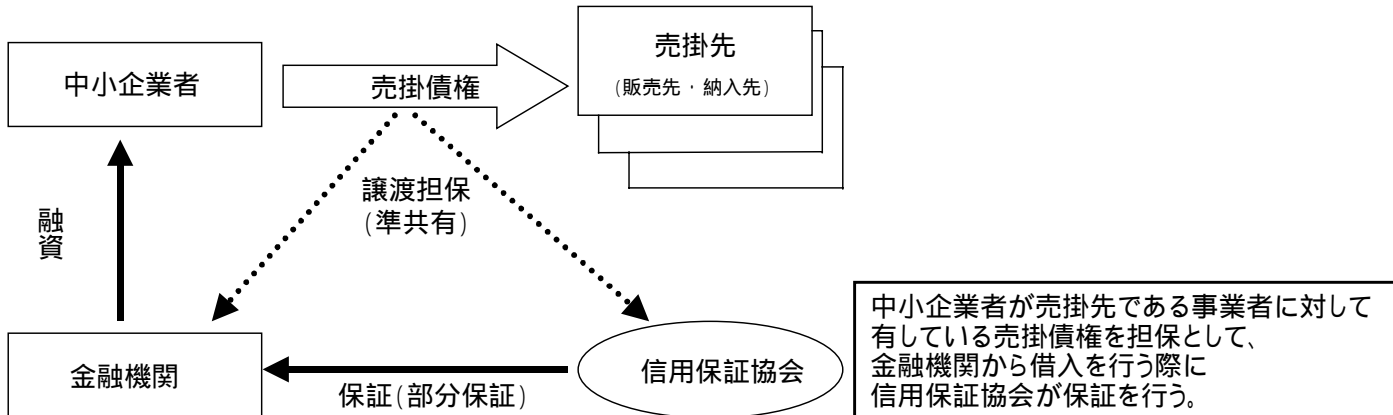 中小企業者
売掛債権
売掛先
(販売先・納入先)
譲渡担保
(準共有)
融資
金融機関
保証(部分保証)
信用保証協会
中小企業者が売掛先である事業者に対して
有している売掛債権を担保として、
金融機関から借入を行う際に
信用保証協会が保証を行う。